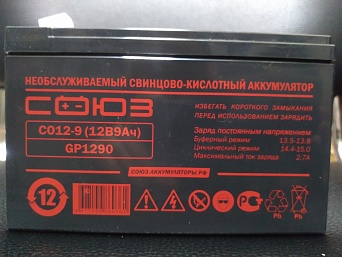 НЕОБСЛУЖИВАЕМЫЙ СВИНЦОВО-КИСЛОТНЫЙ АККУМУЛЯТОР
СОЮЗ
СО12-9 (12В9Ач)
GP1290
ИЗБЕГАТЬ КОРОТКОГО ЗАМЫКАНИЯ
ПЕРЕД ИСПОЛЬЗОВАНИЕМ ЗАРЯДИТЬ
Заряд постоянным напряжением
Буферный режим 13.5-13.8
Циклический режим 14.4-15.0
Максимальный ток заряда 2.7А
СОЮЗ.АККУМУЛЯТОРЫ.РФ
12
Pb
Pb